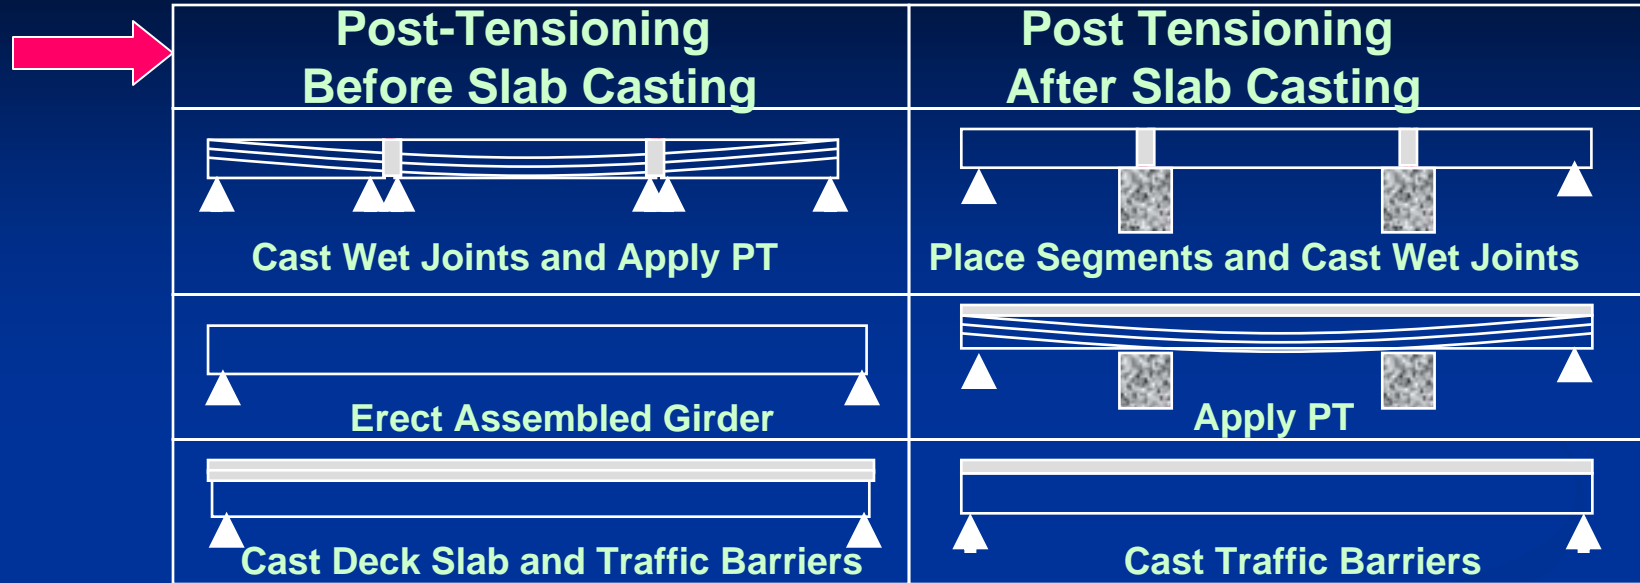 Post-Tensioning
Before Slab Casting
Post Tensioning
After Slab Casting
Cast Wet Joints and Apply PT
Place Segments and Cast Wet Joints
Erect Assembled Girder
Apply PT
Cast Deck Slab and Traffic Barriers
Cast Traffic Barriers